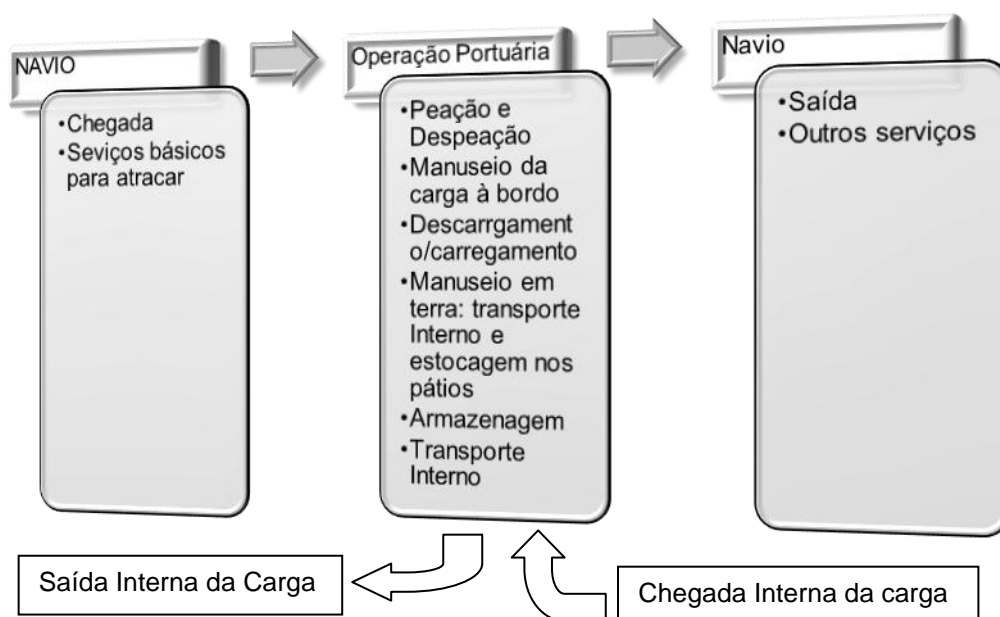 NAVIO
•Chegada
•Seviços básicos
para atracar
Operação Portuária
•Peação e
Despeação
•Manuseio da
carga à bordo
•Descarrgament
o/carregamento
•Manuseio em
terra: transporte
Interno e
estocagem nos
pátios
•Armazenagem
•Transporte
Interno
Navio
•Saída
•Outros serviços
Saída Interna da Carga
Chegada Interna da carga